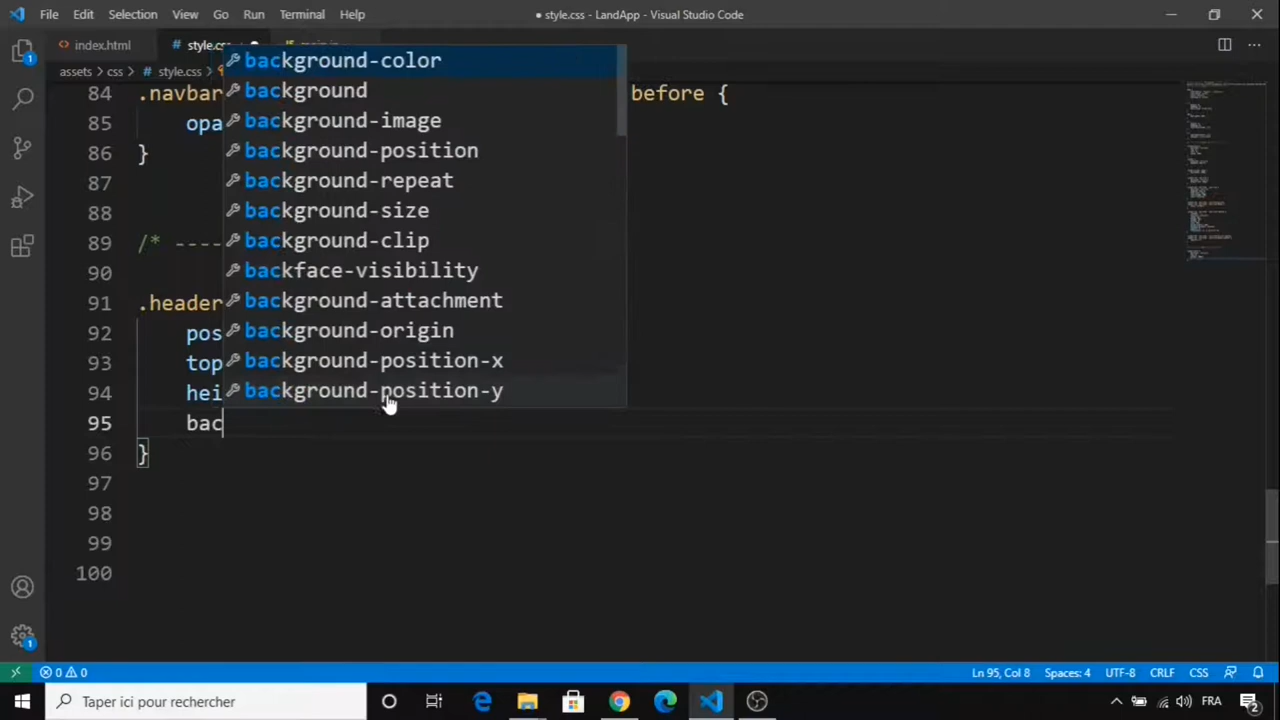 File Edit Selection View Go Run Terminal Help
● style.css - LandApp - Visual Studio Code
index.html
style.css
assets > css > # style.css >
84 .navbar before {
85 opa
86 }
87
88
89 /* ----
90
91 .header
92 pos
93 top
94 hei
95 bac
96 }
97
98
99
100
background-color
background
background-image
background-position
background-repeat
background-size
background-clip
backface-visibility
background-attachment
background-origin
background-position-x
background-position-y
0 0
Ln 95, Col 8 Spaces: 4 UTF-8 CRLF CSS
Taper ici pour rechercher
FRA
2